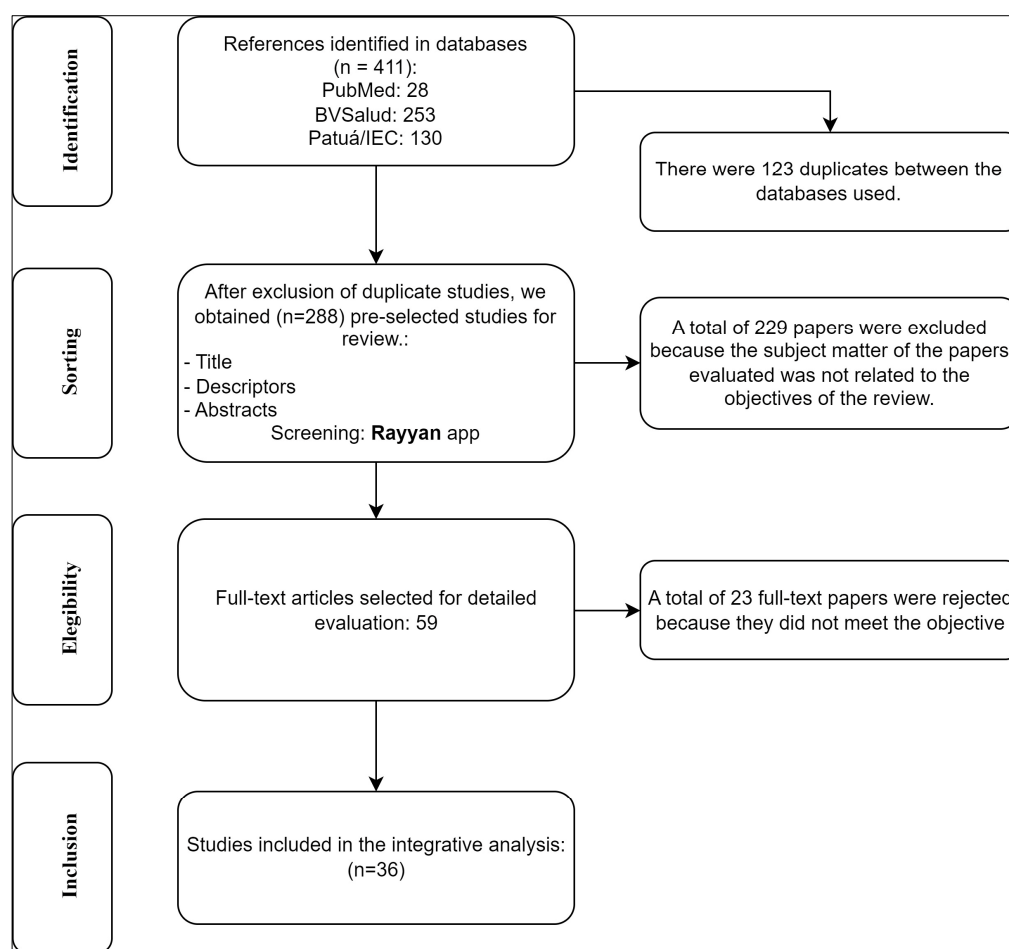 Identification
References identified in databases
(n = 411):
PubMed: 28
BVSalud: 253
Patuá/IEC: 130
There were 123 duplicates between the
databases used.
Sorting
After exclusion of duplicate studies, we
obtained (n=288) pre-selected studies for
review.:
- Title
- Descriptors
- Abstracts
Screening: Rayyan app
A total of 229 papers were excluded
because the subject matter of the papers
evaluated was not related to the
objectives of the review.
Elegibility
Full-text articles selected for detailed
evaluation: 59
A total of 23 full-text papers were rejected
because they did not meet the objective
Inclusion
Studies included in the integrative analysis:
(n=36)